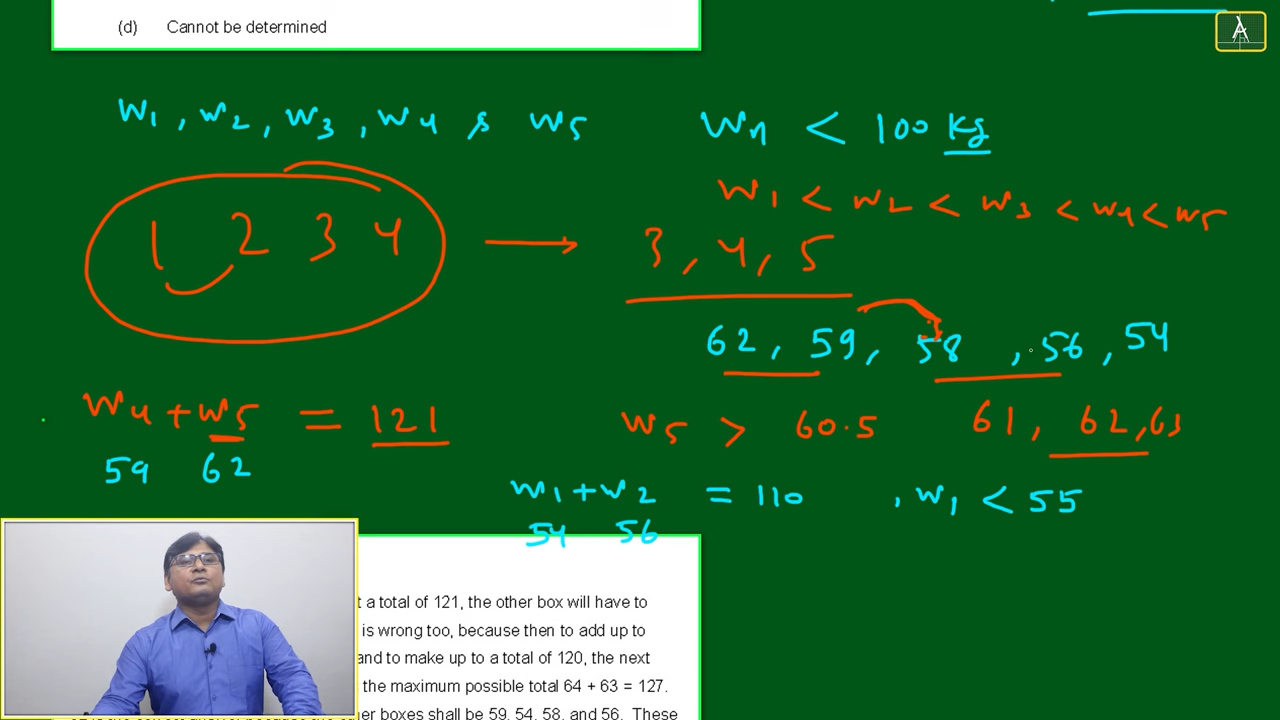 (d) Cannot be determined
A
W1, W2, W3, W4 & W5
Wn < 100 Kg
W1 < W2 < W3 < W4 < W5
1 2 3 4
3, 4, 5
62, 59, 58, 56, 54
W4 + W5 = 121
59 62
W5 > 60.5 61, 62, 63
W1 + W2 = 110 , W1 < 55
54 56
t a total of 121, the other box will have to
is wrong too, because then to add up to
and to make up to a total of 120, the next
the maximum possible total 64 + 63 = 127.
er boxes shall be 59, 54, 58, and 56. These